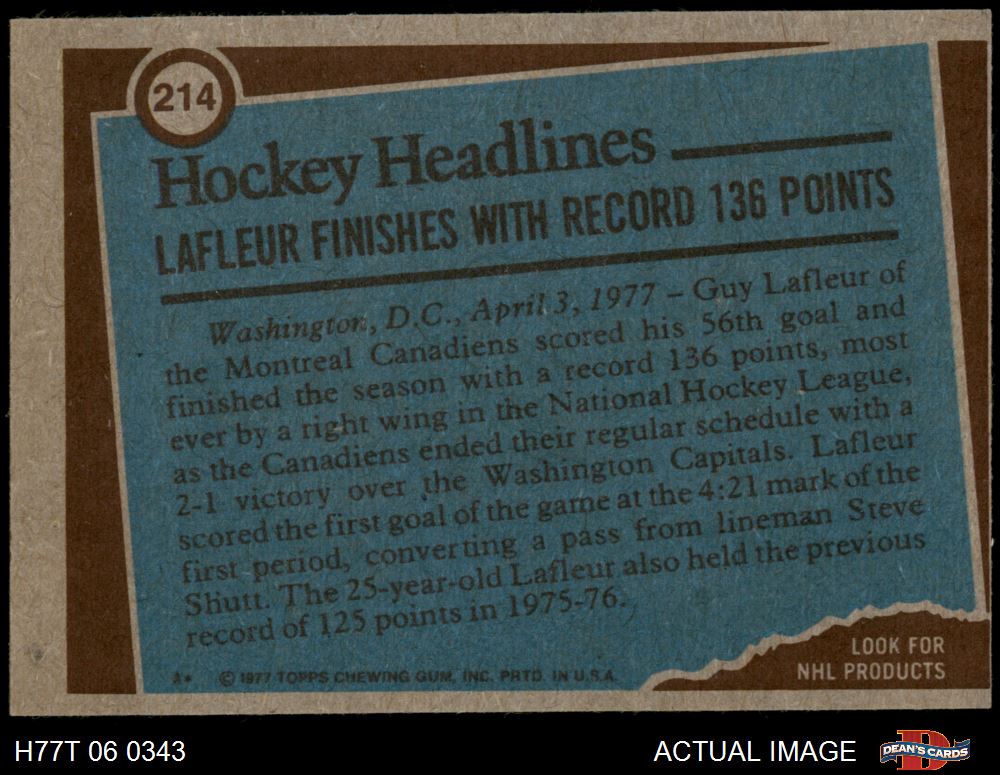 214
Hockey Headlines
LAFLEUR FINISHES WITH RECORD 136 POINTS
Washington, D.C., April 3, 1977 – Guy Lafleur of
the Montreal Canadiens scored his 56th goal and
finished the season with a record 136 points, most
ever by a right wing in the National Hockey League,
as the Canadiens ended their regular schedule with a
2-1 victory over the Washington Capitals. Lafleur
scored the first goal of the game at the 4:21 mark of the
first period, converting a pass from lineman Steve
Shutt. The 25-year-old Lafleur also held the previous
record of 125 points in 1975-76.
LOOK FOR
NHL PRODUCTS
A* © 1977 TOPPS CHEWING GUM, INC. PRTD. IN U.S.A.
H77T 06 0343
ACTUAL IMAGE
DEAN'S CARDS